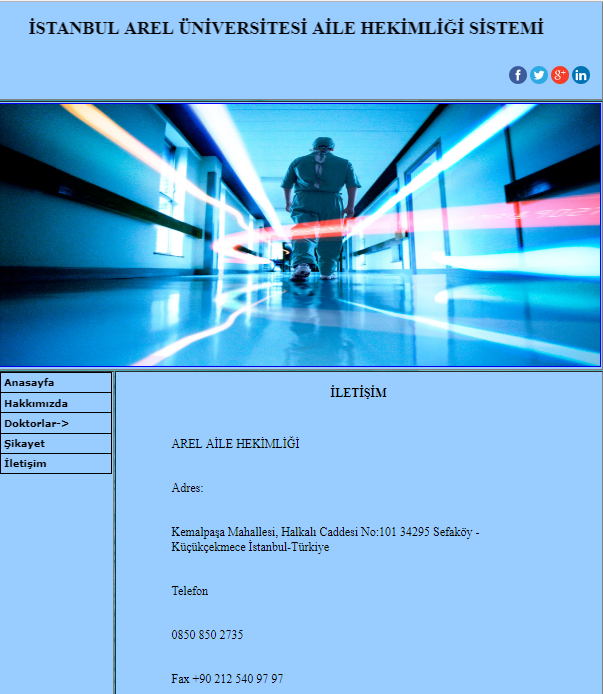 İSTANBUL AREL ÜNİVERSİTESİ AİLE HEKİMLİĞİ SİSTEMİ
Anasayfa
Hakkımızda
Doktorlar->
Şikayet
İletişim
İLETİŞİM
AREL AİLE HEKİMLİĞİ
Adres:
Kemalpaşa Mahallesi, Halkalı Caddesi No:101 34295 Sefaköy -
Küçükçekmece İstanbul-Türkiye
Telefon
0850 850 2735
Fax +90 212 540 97 97